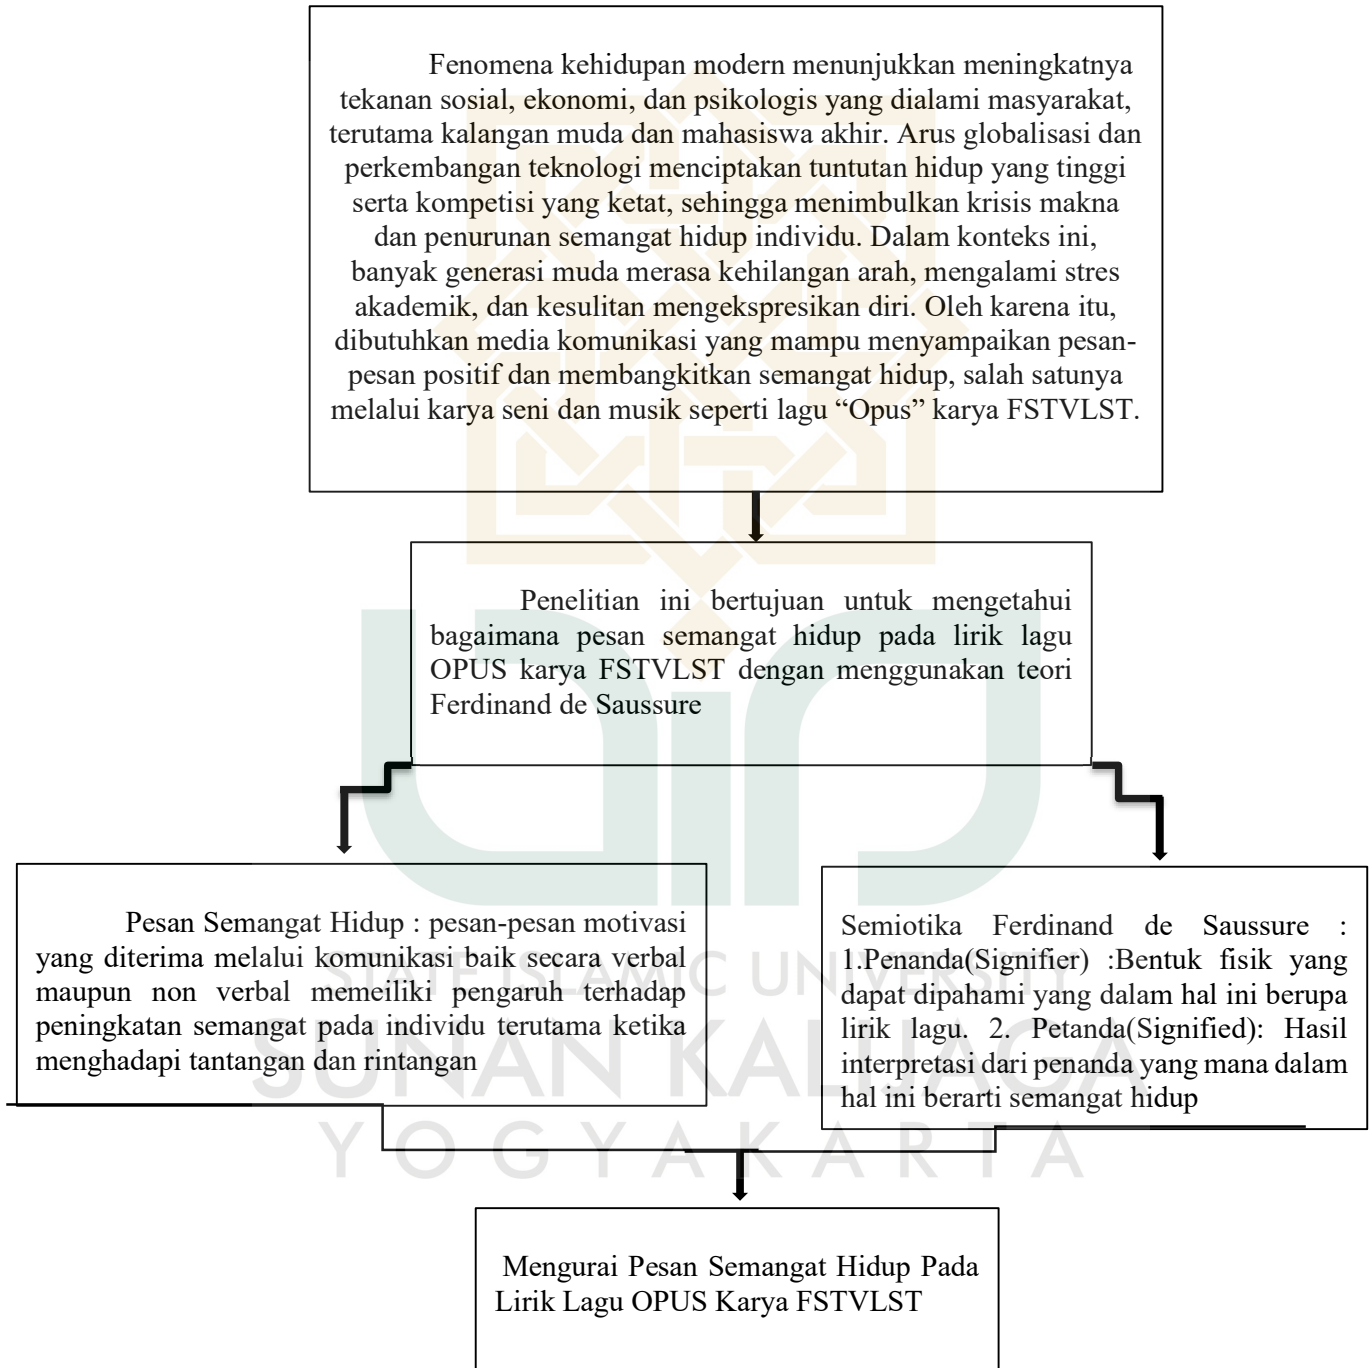 Fenomena kehidupan modern menunjukkan meningkatnya
tekanan sosial, ekonomi, dan psikologis yang dialami masyarakat,
terutama kalangan muda dan mahasiswa akhir. Arus globalisasi dan
perkembangan teknologi menciptakan tuntutan hidup yang tinggi
serta kompetisi yang ketat, sehingga menimbulkan krisis makna
dan penurunan semangat hidup individu. Dalam konteks ini,
banyak generasi muda merasa kehilangan arah, mengalami stres
akademik, dan kesulitan mengekspresikan diri. Oleh karena itu,
dibutuhkan media komunikasi yang mampu menyampaikan pesan-
pesan positif dan membangkitkan semangat hidup, salah satunya
melalui karya seni dan musik seperti lagu “Opus” karya FSTVLST.
Penelitian ini bertujuan untuk mengetahui
bagaimana pesan semangat hidup pada lirik lagu
OPUS karya FSTVLST dengan menggunakan teori
Ferdinand de Saussure
Pesan Semangat Hidup : pesan-pesan motivasi
yang diterima melalui komunikasi baik secara verbal
maupun non verbal memeiliki pengaruh terhadap
peningkatan semangat pada individu terutama ketika
menghadapi tantangan dan rintangan
Semiotika Ferdinand de Saussure :
1.Penanda(Signifier) :Bentuk fisik yang
dapat dipahami yang dalam hal ini berupa
lirik lagu. 2. Petanda(Signified): Hasil
interpretasi dari penanda yang mana dalam
hal ini berarti semangat hidup
STATE ISLAMIC UNIVERSITY
SUNAN KALIJAGA
YOGYAKARTA
Mengurai Pesan Semangat Hidup Pada
Lirik Lagu OPUS Karya FSTVLST